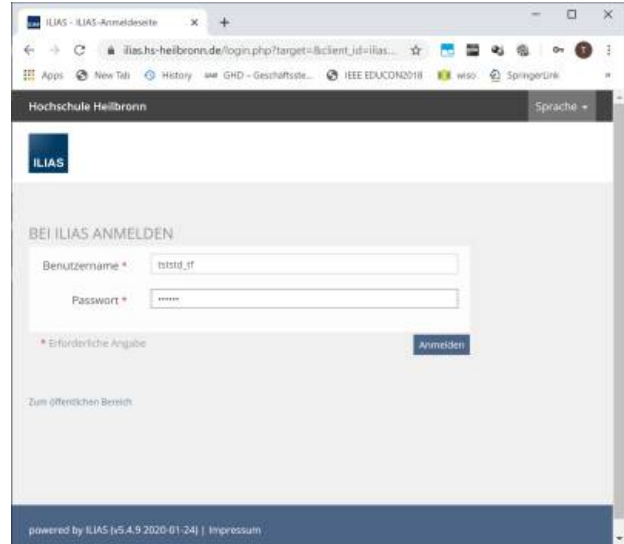 ILIAS - ILIAS-Anmeldeseite
ilias.hs-heilbronn.de/login.php?target=&client_id=ilias...
Apps New Tab History GHD - Geschäftsste... IEEE EDUCON2018 wiso SpringerLink
Hochschule Heilbronn Sprache
ILIAS
BEI ILIAS ANMELDEN
Benutzername *
Passwort * ••••••
* Erforderliche Angabe Anmelden
Zum öffentlichen Bereich
powered by ILIAS (v5.4.9 2020-01-24) | Impressum